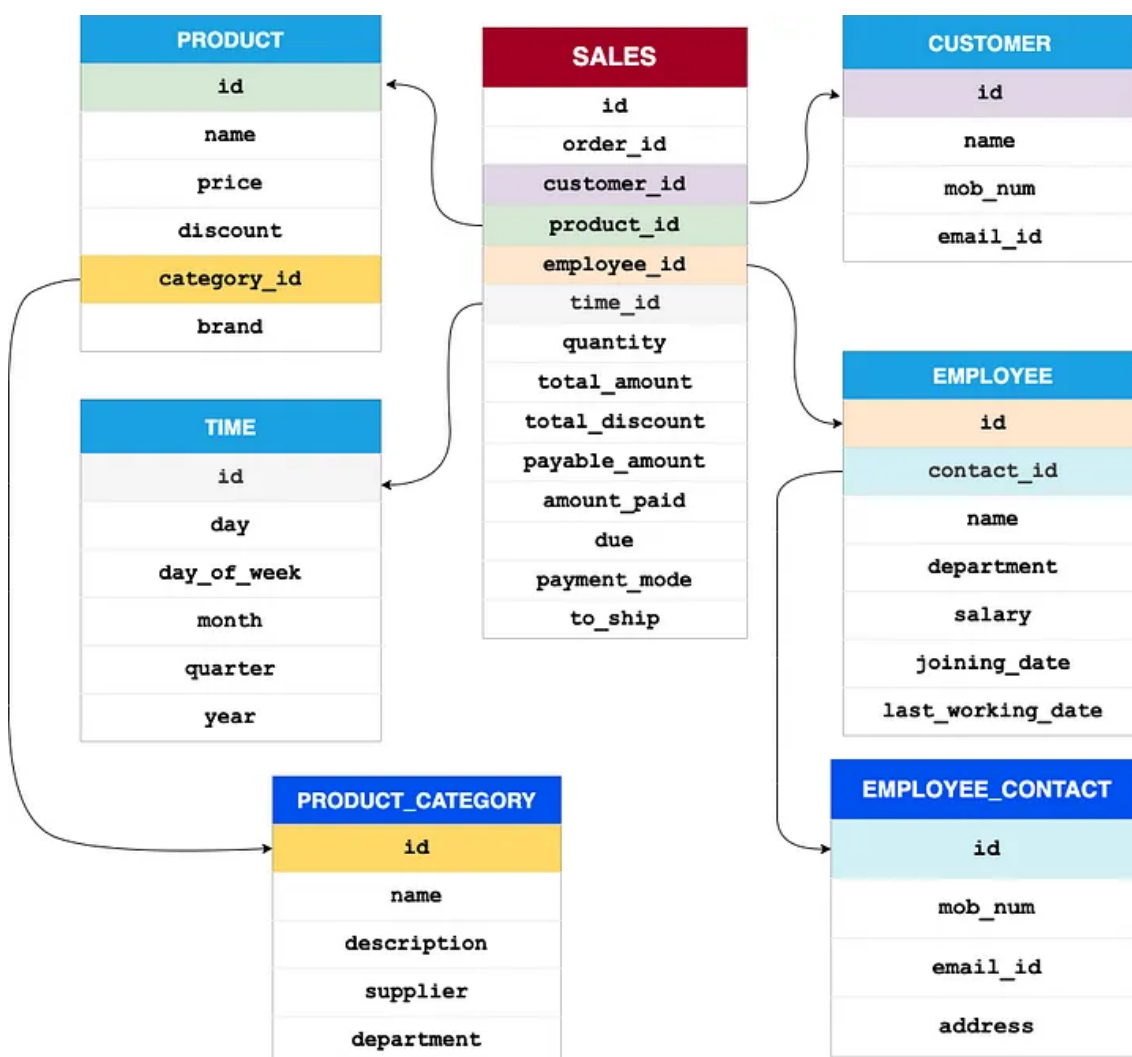 PRODUCT
id
name
price
discount
category_id
brand
SALES
id
order_id
customer_id
product_id
employee_id
time_id
quantity
total_amount
total_discount
payable_amount
amount_paid
due
payment_mode
to_ship
CUSTOMER
id
name
mob_num
email_id
TIME
id
day
day_of_week
month
quarter
year
EMPLOYEE
id
contact_id
name
department
salary
joining_date
last_working_date
PRODUCT_CATEGORY
id
name
description
supplier
department
EMPLOYEE_CONTACT
id
mob_num
email_id
address